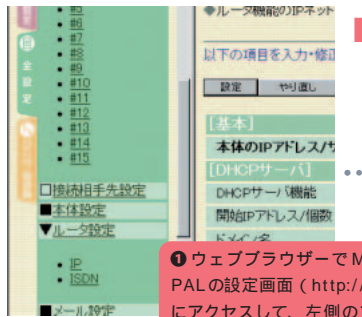 #5
#6
#7
#8
#9
#10
#11
#12
#13
#14
#15
□接続相手先設定
■本体設定
▼ルータ設定
IP
ISDN
■メール設定
全設定
◆ルータ機能のIPネット
以下の項目を入力・修正
設定 やり直し
[基本]
本体のIPアドレス/サ
[DHCPサーバ]
DHCPサーバ機能
開始IPアドレス/個数
ドメイン名
❶ウェブブラウザーでM
PALの設定画面（http://
にアクセスして、左側の